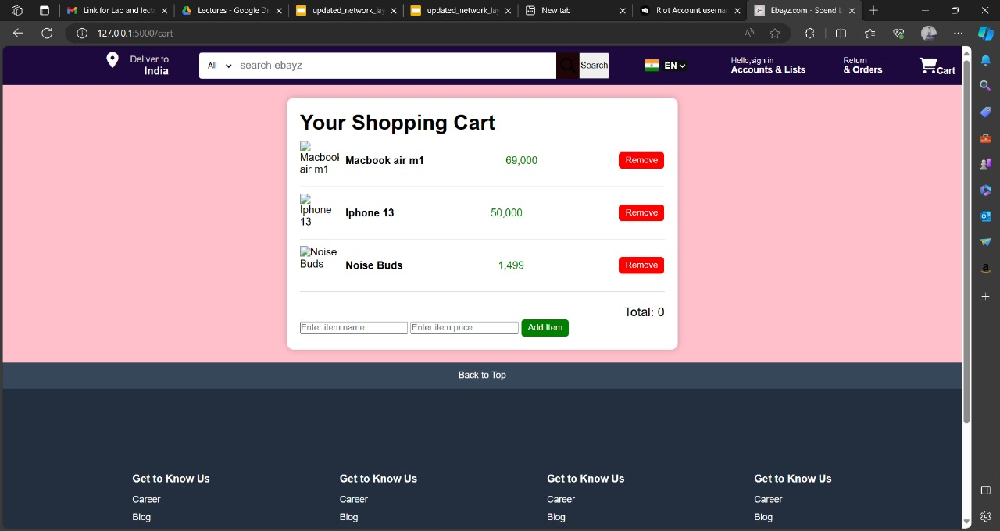 Link for Lab and lectu
Lectures - Google Dr
updated_network_lay
updated_network_lay
New tab
Riot Account usernar
Ebayz.com - Spend L
127.0.0.1:5000/cart
Deliver to
India
All
search ebayz
Search
EN
Hello,sign in
Accounts & Lists
Return
& Orders
Cart
Your Shopping Cart
Macbook
air m1
Macbook air m1
69,000
Remove
Iphone
13
Iphone 13
50,000
Remove
Noise
Buds
Noise Buds
1,499
Remove
Total: 0
Enter item name
Enter item price
Add Item
Back to Top
Get to Know Us
Career
Blog
Get to Know Us
Career
Blog
Get to Know Us
Career
Blog
Get to Know Us
Career
Blog